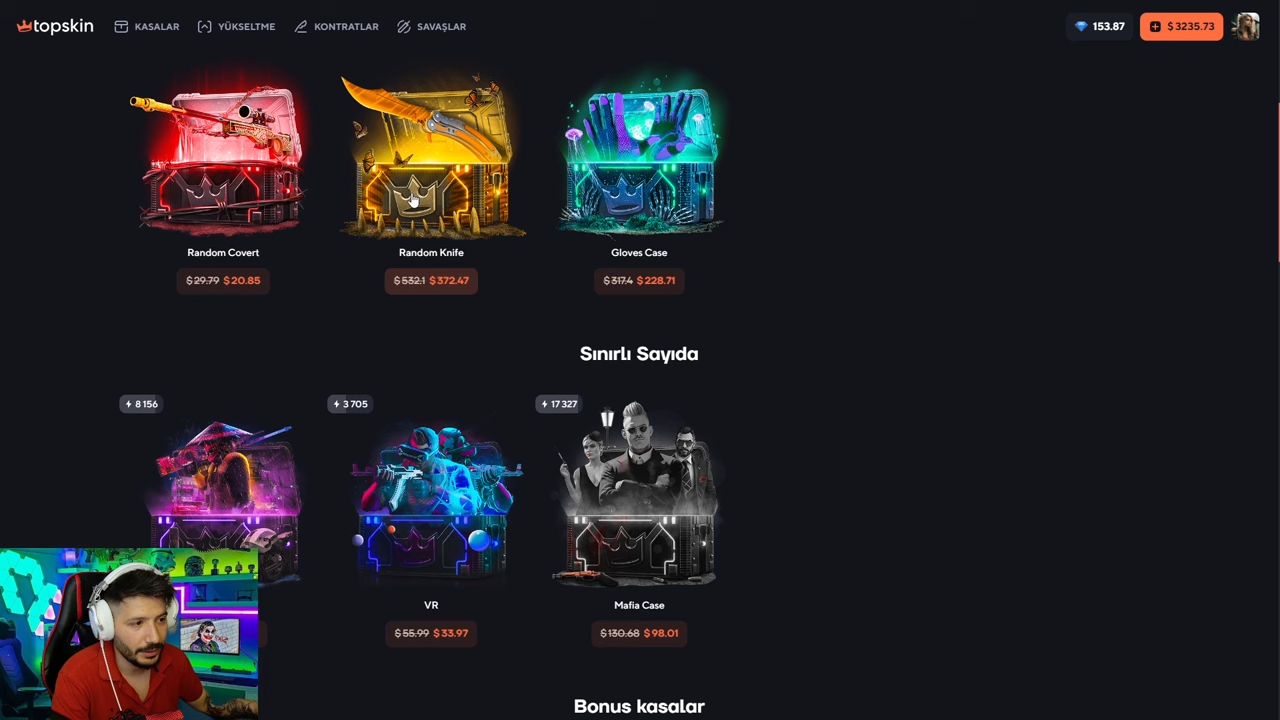 topskin KASALAR YÜKSELTME KONTRATLAR SAVAŞLAR 153.87 $3235.73
Random Covert Random Knife Gloves Case
$29.79 $20.85 $532.1 $372.47 $317.4 $228.71
Sınırlı Sayıda
8 156 3 705 17 327
VR Mafia Case
$55.99 $33.97 $130.68 $98.01
Bonus kasalar